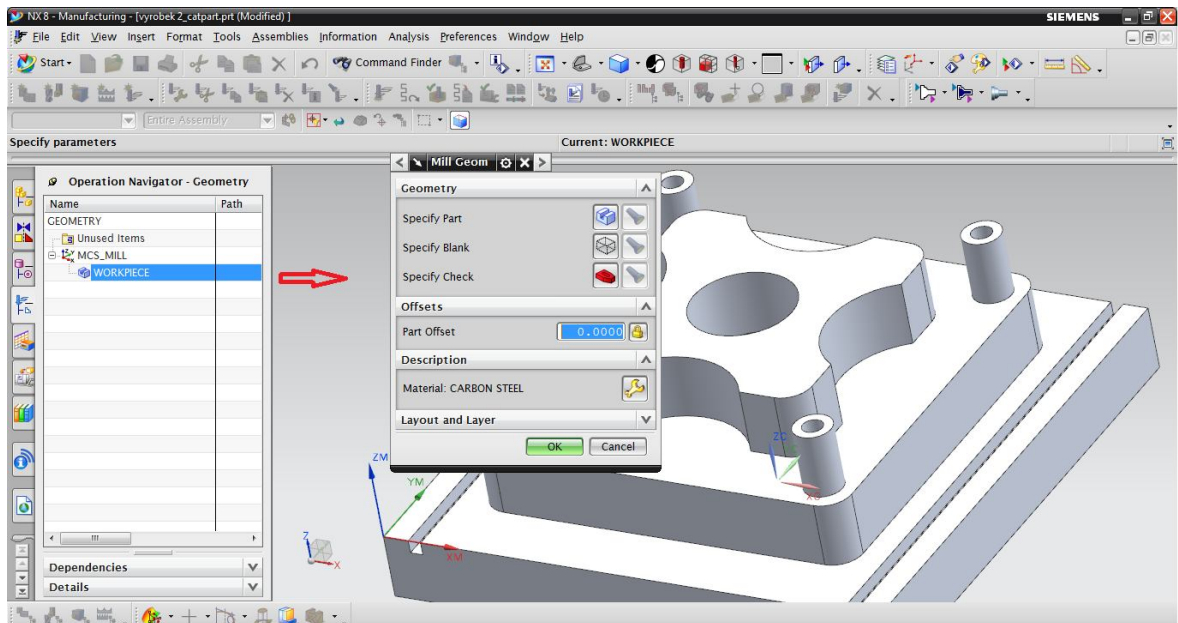 NX 8 - Manufacturing - [vyrobek 2_catpart.prt (Modified) ]
SIEMENS
File Edit View Insert Format Tools Assemblies Information Analysis Preferences Window Help
Start
Command Finder
Entire Assembly
Specify parameters
Current: WORKPIECE
Operation Navigator - Geometry
Name Path
GEOMETRY
Unused Items
MCS_MILL
WORKPIECE
Dependencies
Details
Mill Geom
Geometry
Specify Part
Specify Blank
Specify Check
Offsets
Part Offset 0.0000
Description
Material: CARBON STEEL
Layout and Layer
OK Cancel
ZM
YM
XM
ZC
XC
Z
X